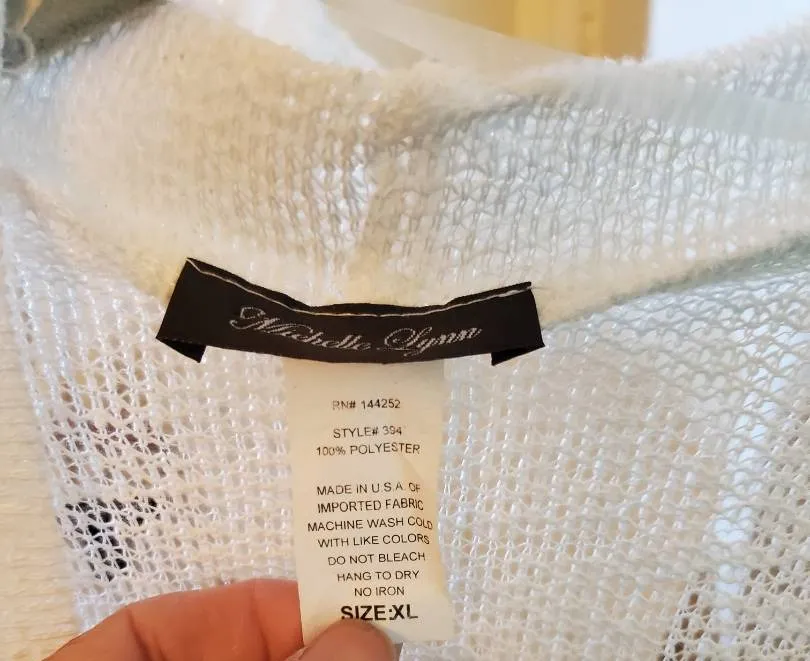 Michelle Lynn
RN# 144252
STYLE# 394
100% POLYESTER
MADE IN U.S.A. OF
IMPORTED FABRIC
MACHINE WASH COLD
WITH LIKE COLORS
DO NOT BLEACH
HANG TO DRY
NO IRON
SIZE:XL